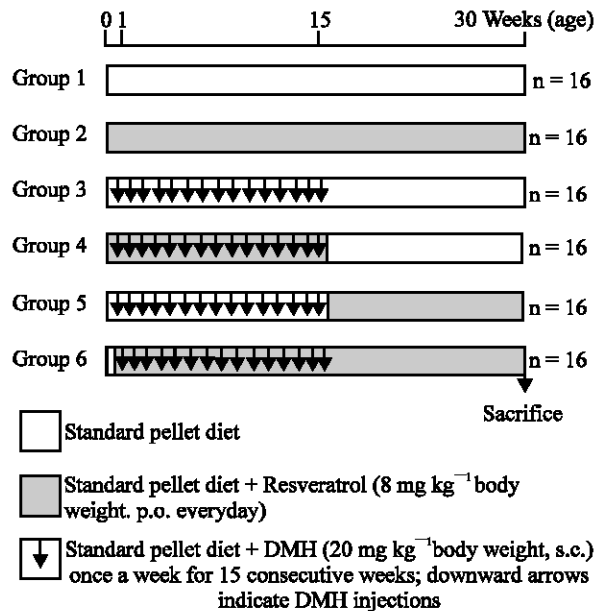 0 1 15 30 Weeks (age)
Group 1 n = 16
Group 2 n = 16
Group 3 n = 16
Group 4 n = 16
Group 5 n = 16
Group 6 n = 16
Sacrifice
Standard pellet diet
Standard pellet diet + Resveratrol (8 mg kg⁻¹ body
weight. p.o. everyday)
Standard pellet diet + DMH (20 mg kg⁻¹ body weight, s.c.)
once a week for 15 consecutive weeks; downward arrows
indicate DMH injections